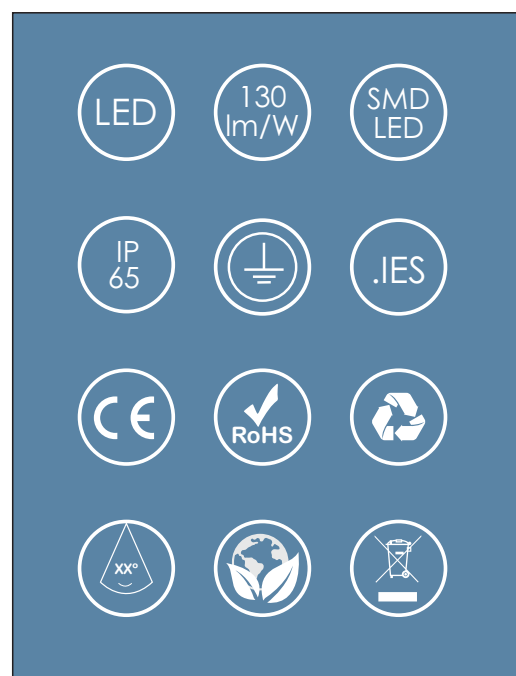 LED
130
lm/W
SMD
LED
IP
65
.IES
CE
RoHS
XX°